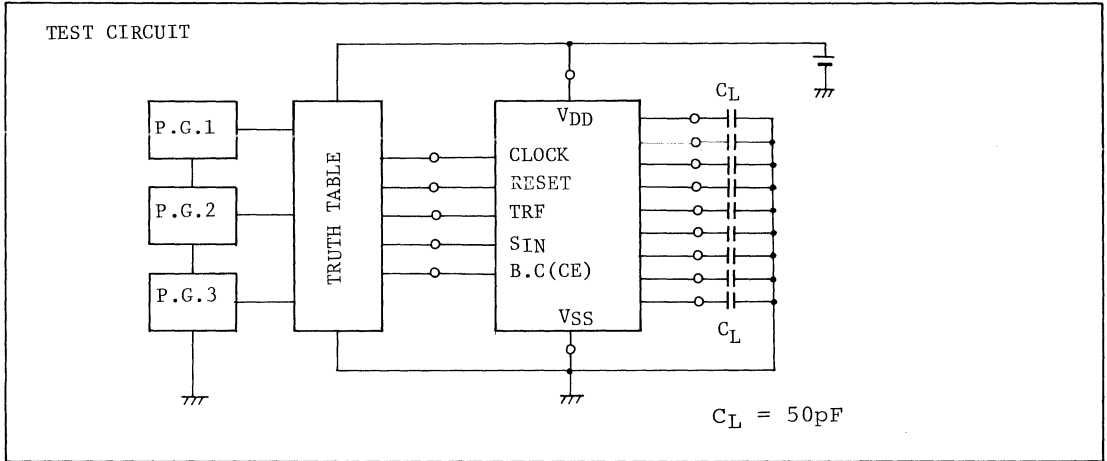 TEST CIRCUIT
P.G.1
P.G.2
P.G.3
TRUTH TABLE
VDD
CLOCK
RESET
TRF
SIN
B.C(CE)
VSS
CL
CL
CL = 50pF